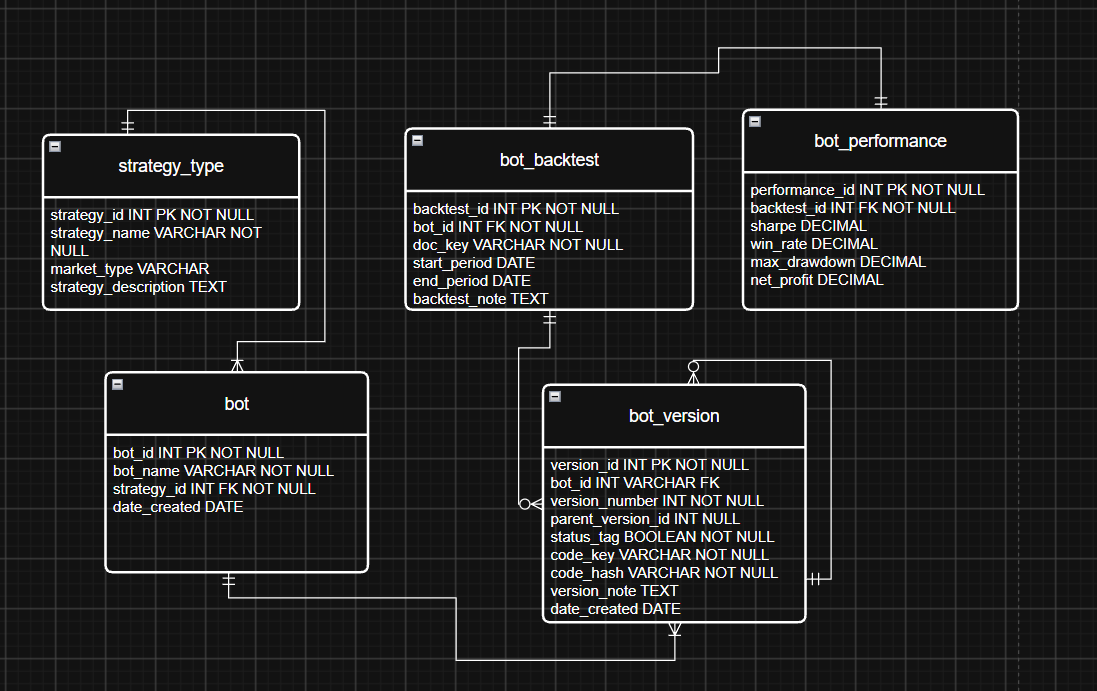 strategy_type
strategy_id INT PK NOT NULL
strategy_name VARCHAR NOT
NULL
market_type VARCHAR
strategy_description TEXT
bot_backtest
backtest_id INT PK NOT NULL
bot_id INT FK NOT NULL
doc_key VARCHAR NOT NULL
start_period DATE
end_period DATE
backtest_note TEXT
bot_performance
performance_id INT PK NOT NULL
backtest_id INT FK NOT NULL
sharpe DECIMAL
win_rate DECIMAL
max_drawdown DECIMAL
net_profit DECIMAL
bot
bot_id INT PK NOT NULL
bot_name VARCHAR NOT NULL
strategy_id INT FK NOT NULL
date_created DATE
bot_version
version_id INT PK NOT NULL
bot_id INT VARCHAR FK
version_number INT NOT NULL
parent_version_id INT NULL
status_tag BOOLEAN NOT NULL
code_key VARCHAR NOT NULL
code_hash VARCHAR NOT NULL
version_note TEXT
date_created DATE